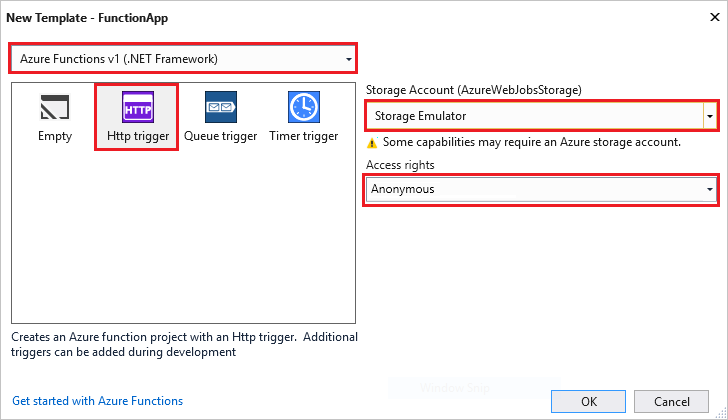 New Template - FunctionApp
Azure Functions v1 (.NET Framework)
Empty
HTTP
Http trigger
Queue trigger
Timer trigger
Storage Account (AzureWebJobsStorage)
Storage Emulator
Some capabilities may require an Azure storage account.
Access rights
Anonymous
Creates an Azure function project with an Http trigger. Additional
triggers can be added during development
Window Snip
Get started with Azure Functions
OK
Cancel